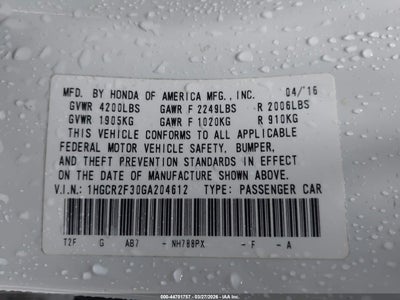 MFD. BY HONDA OF AMERICA MFG., INC. 04/'16
GVWR 4200LBS GAWR F 2249LBS R 2006LBS
GVWR 1905KG GAWR F 1020KG R 910KG
THIS VEHICLE CONFORMS TO ALL APPLICABLE
FEDERAL MOTOR VEHICLE SAFETY, BUMPER,
AND THEFT PREVENTION STANDARDS IN EFFECT
ON THE DATE OF MANUFACTURE SHOWN ABOVE.
V.I.N.: 1HGCR2F30GA204612 TYPE: PASSENGER CAR
T2F G AB7 - NH788PX - F - A
000-44781757 - 03/27/2026 - IAA Inc. (US)